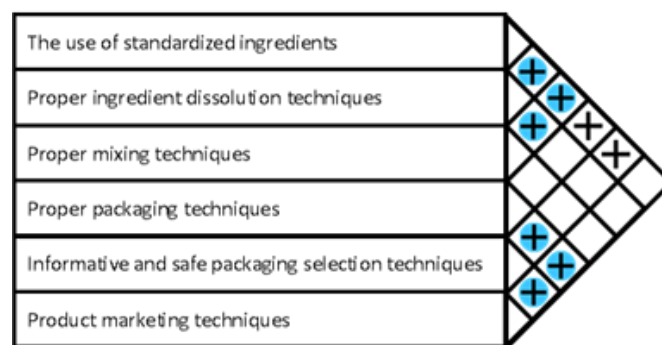 The use of standardized ingredients
Proper ingredient dissolution techniques
Proper mixing techniques
Proper packaging techniques
Informative and safe packaging selection techniques
Product marketing techniques